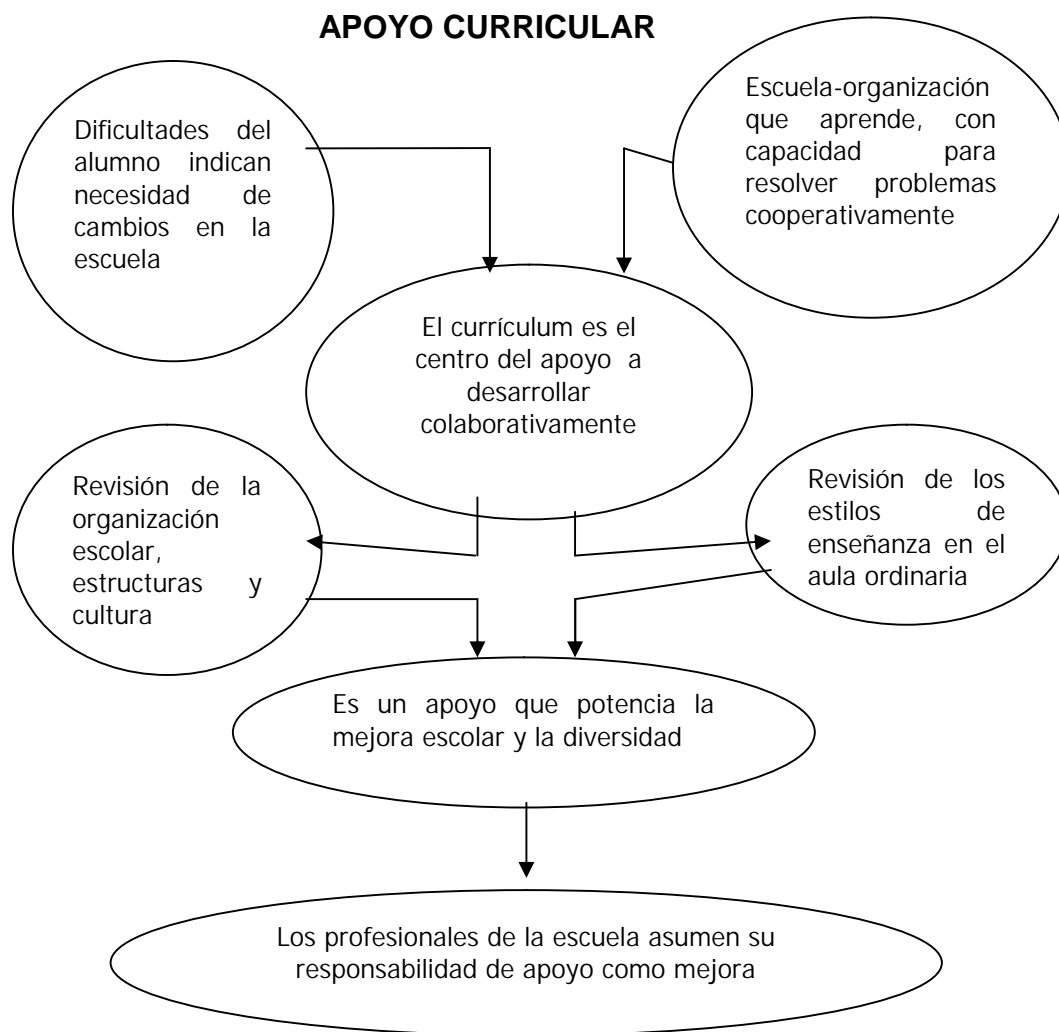 APOYO CURRICULAR
Dificultades del
alumno indican
necesidad de
cambios en la
escuela
Escuela-organización
que aprende, con
capacidad para
resolver problemas
cooperativamente
El currículum es el
centro del apoyo a
desarrollar
colaborativamente
Revisión de la
organización
escolar,
estructuras y
cultura
Revisión de los
estilos de
enseñanza en el
aula ordinaria
Es un apoyo que potencia la
mejora escolar y la diversidad
Los profesionales de la escuela asumen su
responsabilidad de apoyo como mejora